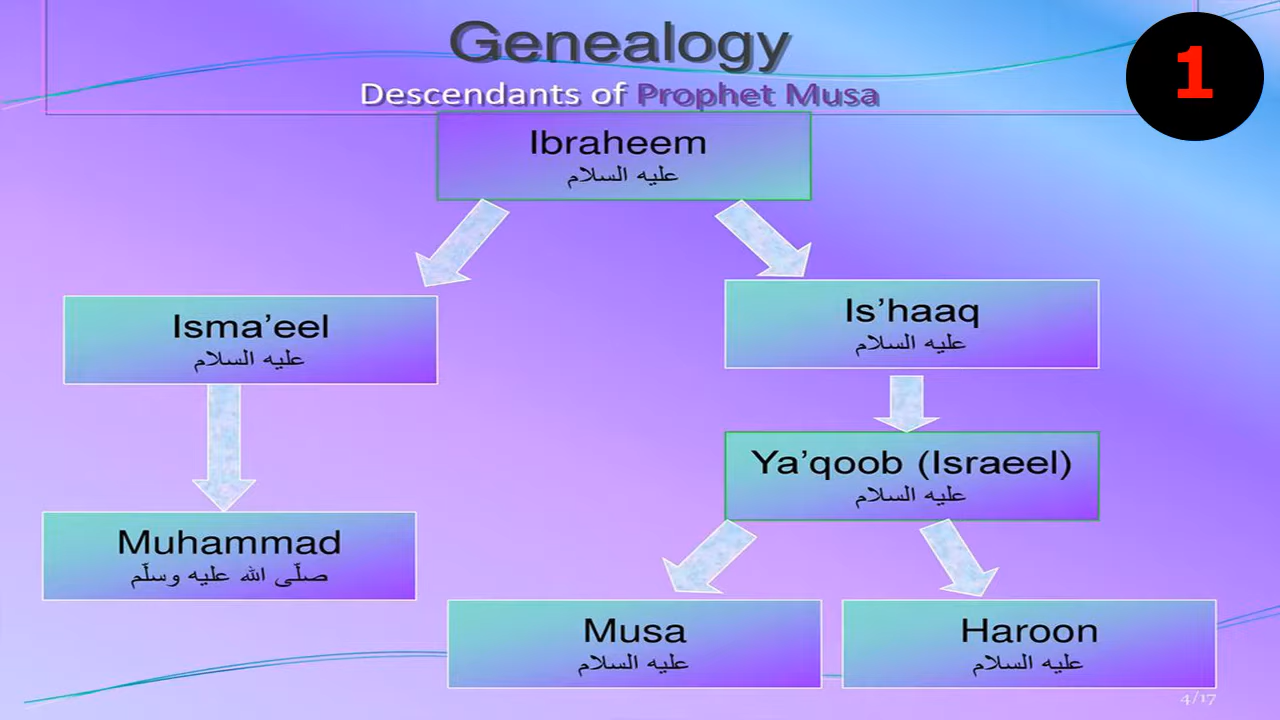 Genealogy
Descendants of Prophet Musa
1
Ibraheem
عليه السلام
Isma’eel
عليه السلام
Is’haaq
عليه السلام
Ya’qoob (Israeel)
عليه السلام
Muhammad
صلّى الله عليه وسلّم
Musa
عليه السلام
Haroon
عليه السلام
4/17